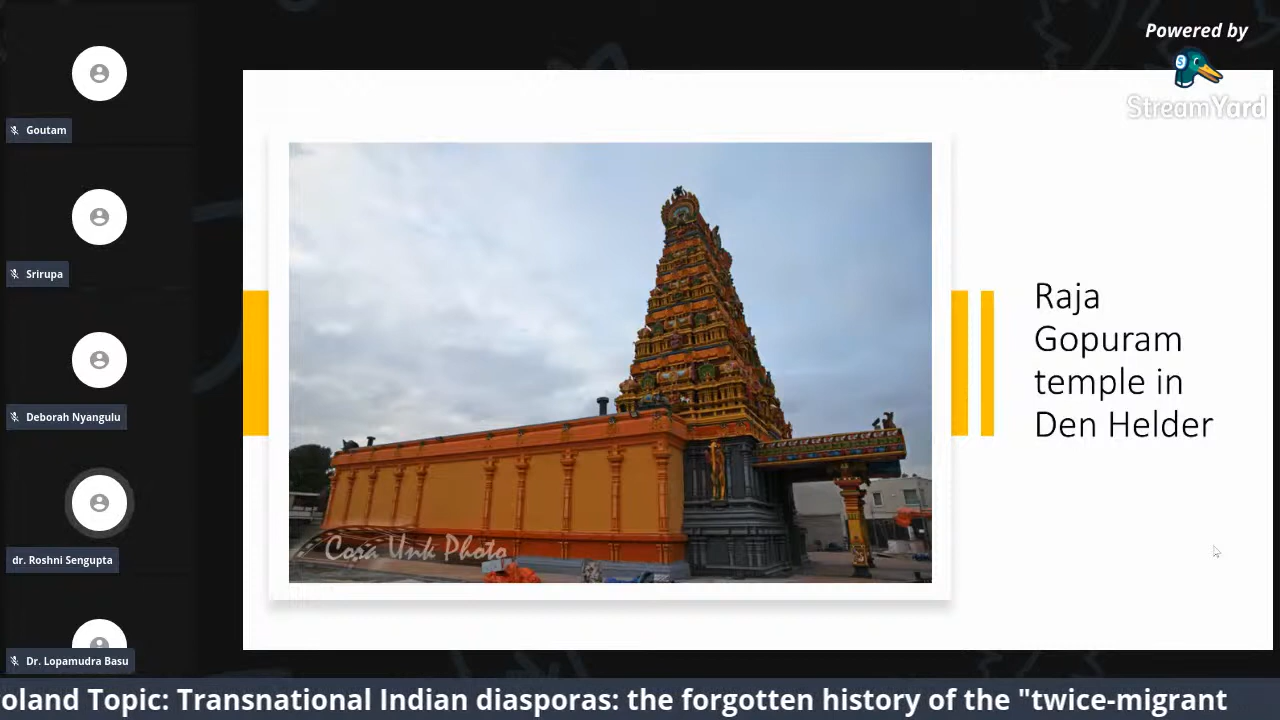 Powered by
StreamYard
Goutam
Srirupa
Deborah Nyangulu
dr. Roshni Sengupta
Dr. Lopamudra Basu
Raja
Gopuram
temple in
Den Helder
Cora Unk Photo
oland Topic: Transnational Indian diasporas: the forgotten history of the "twice-migrant